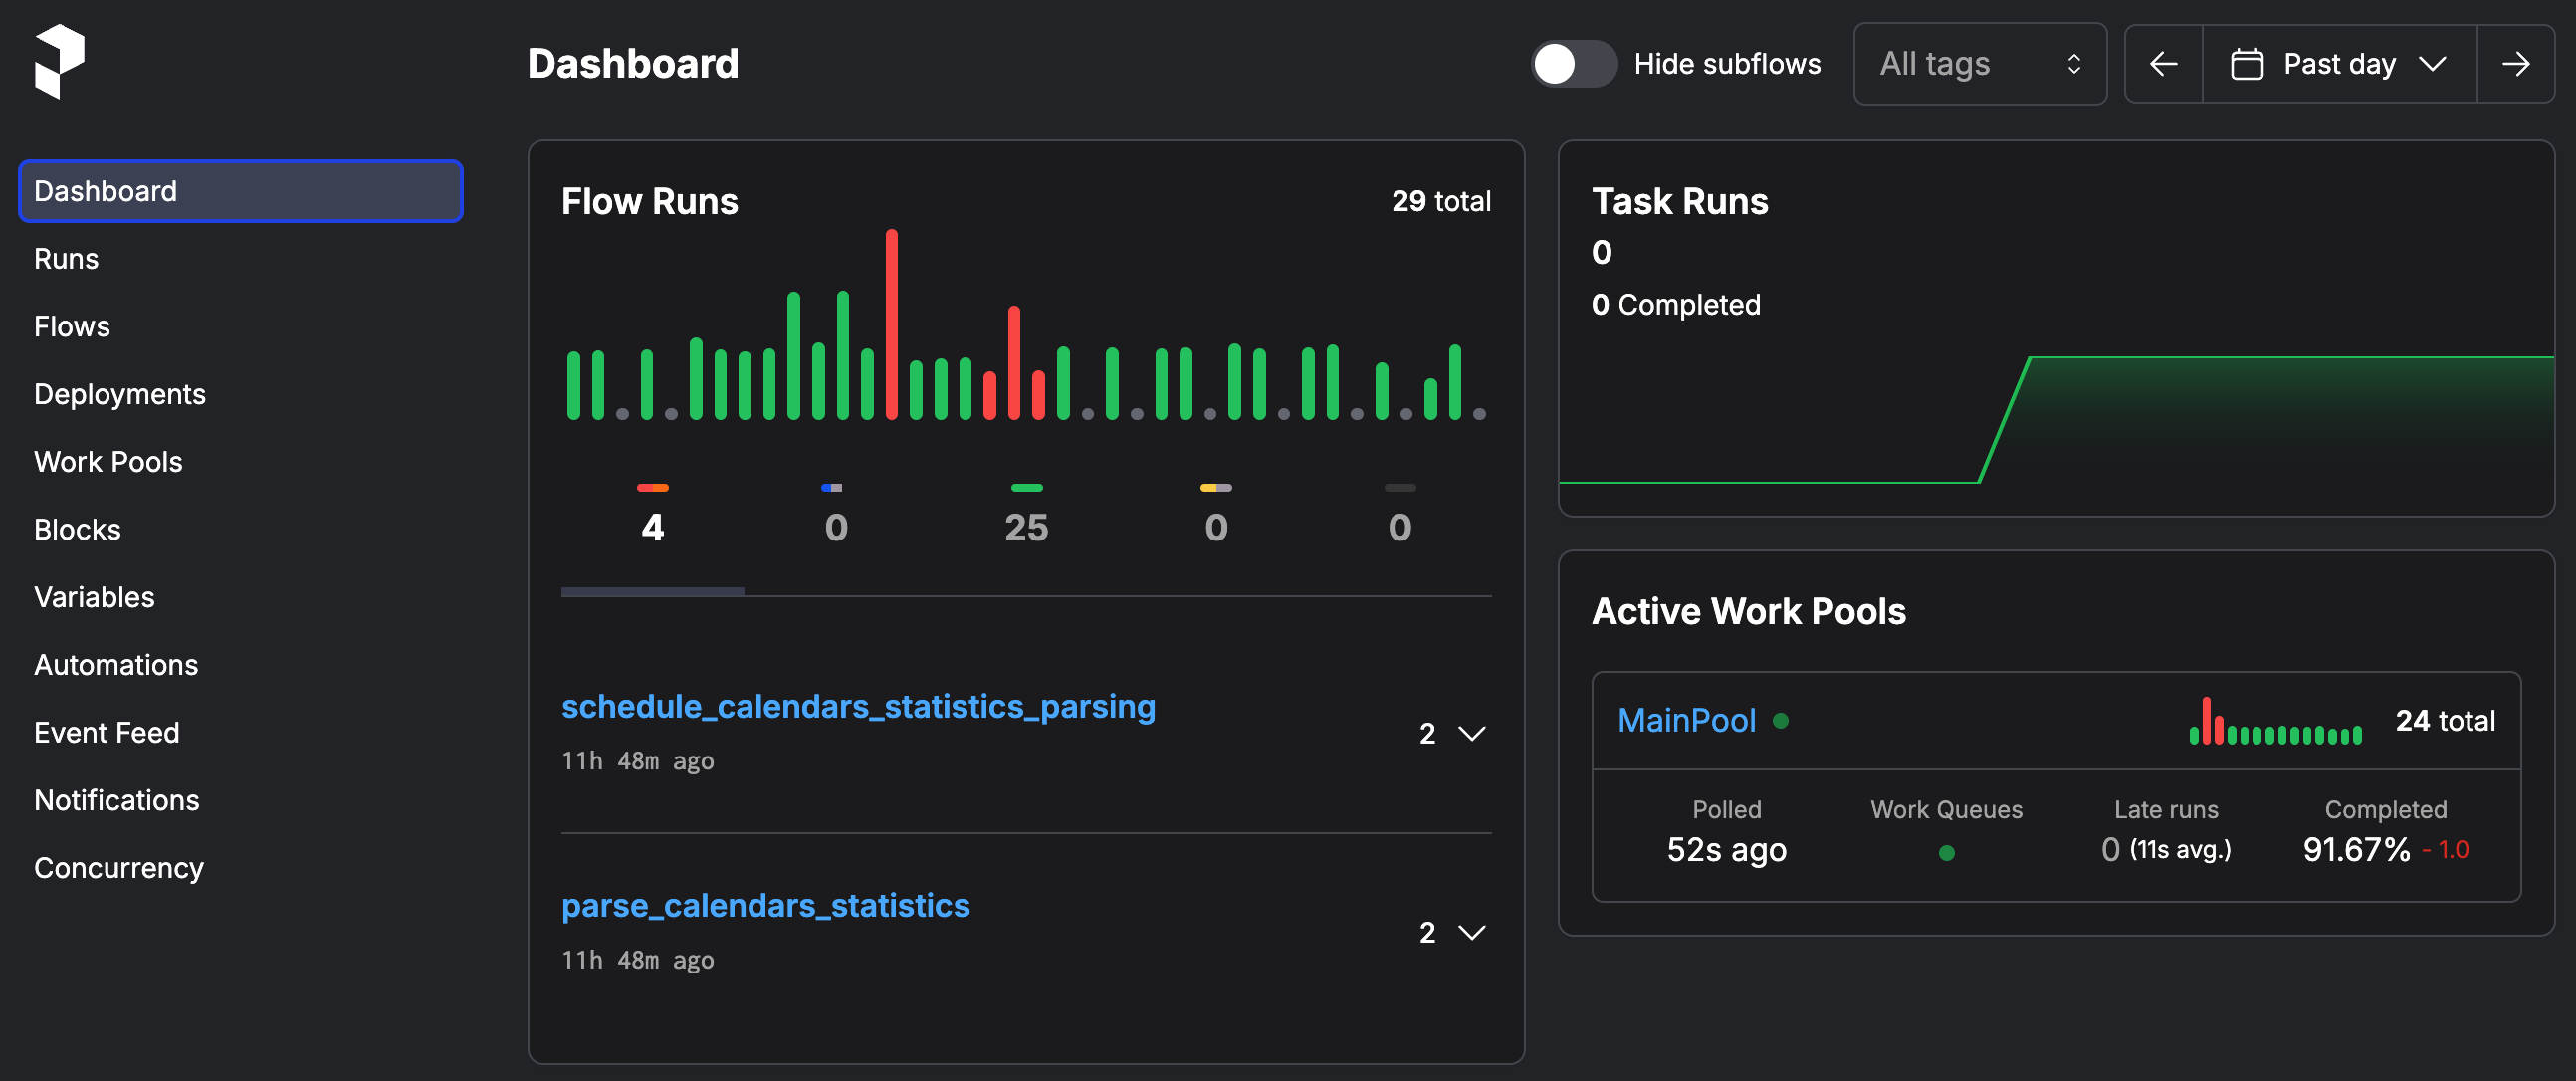 Dashboard
Hide subflows
All tags
Past day
Dashboard
Runs
Flows
Deployments
Work Pools
Blocks
Variables
Automations
Event Feed
Notifications
Concurrency
Flow Runs
29 total
4
0
25
0
0
schedule_calendars_statistics_parsing
11h 48m ago
2
parse_calendars_statistics
11h 48m ago
2
Task Runs
0
0 Completed
Active Work Pools
MainPool
24 total
Polled
52s ago
Work Queues
Late runs
0 (11s avg.)
Completed
91.67% - 1.0